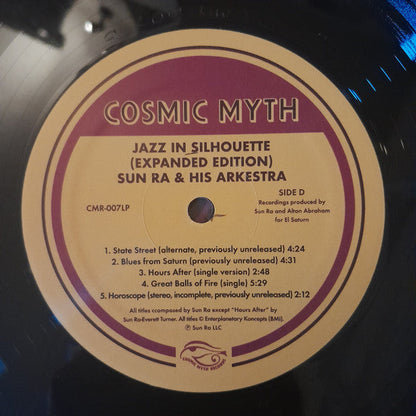 COSMIC MYTH
JAZZ IN SILHOUETTE
(EXPANDED EDITION)
SUN RA & HIS ARKESTRA
CMR-007LP
SIDE D
Recordings produced by
Sun Ra and Alton Abraham
for El Saturn
1. State Street (alternate, previously unreleased) 4:24
2. Blues from Saturn (previously unreleased) 4:31
3. Hours After (single version) 2:48
4. Great Balls of Fire (single) 5:29
5. Horoscope (stereo, incomplete, previously unreleased) 2:12
All titles ccomposed by Sun Ra except "Hours After" by
Sun Ra-Everett Turner. All titles © Enterplanetary Koncepts (BMI).
℗ Sun Ra LLC
COSMIC MYTH RECORDS